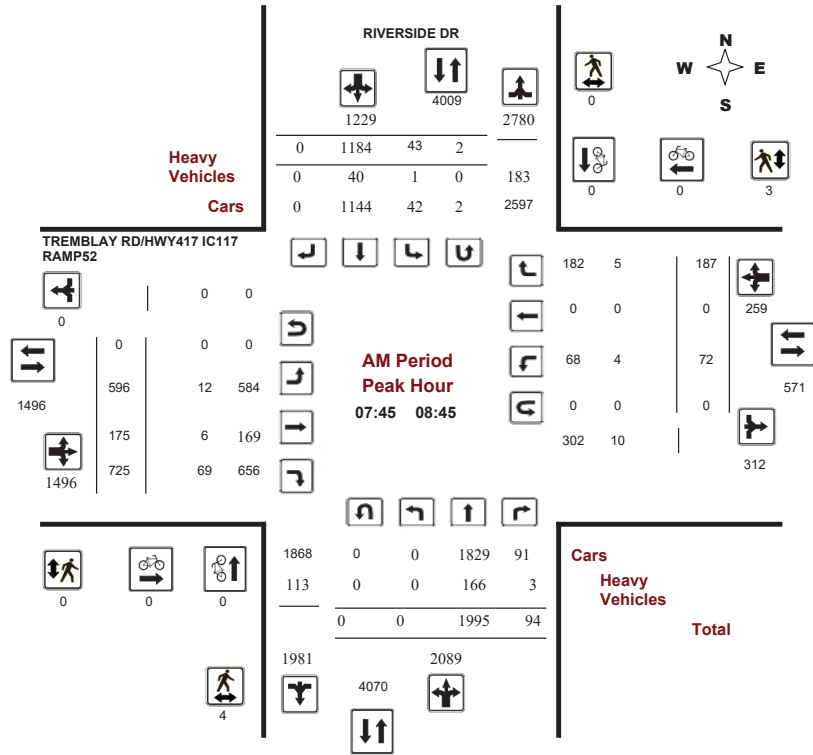 RIVERSIDE DR
N
W E
S
4009
0
1229 2780
0 1184 43 2
Heavy
Vehicles
0 40 1 0 183
0 0 3
Cars
0 1144 42 2 2597
TREMBLAY RD/HWY417 IC117
RAMP52
182 5 187
0 0
0
0 0 0
259
0 0 0
AM Period
Peak Hour
07:45 08:45
68 4 72
571
1496
596 12 584
0 0 0
175 6 169
302 10
312
1496
725 69 656
1868 0 0 1829 91
Cars
113 0 0 166 3
Heavy
Vehicles
0 0 0
0 0 1995 94
Total
1981 2089
4070
4